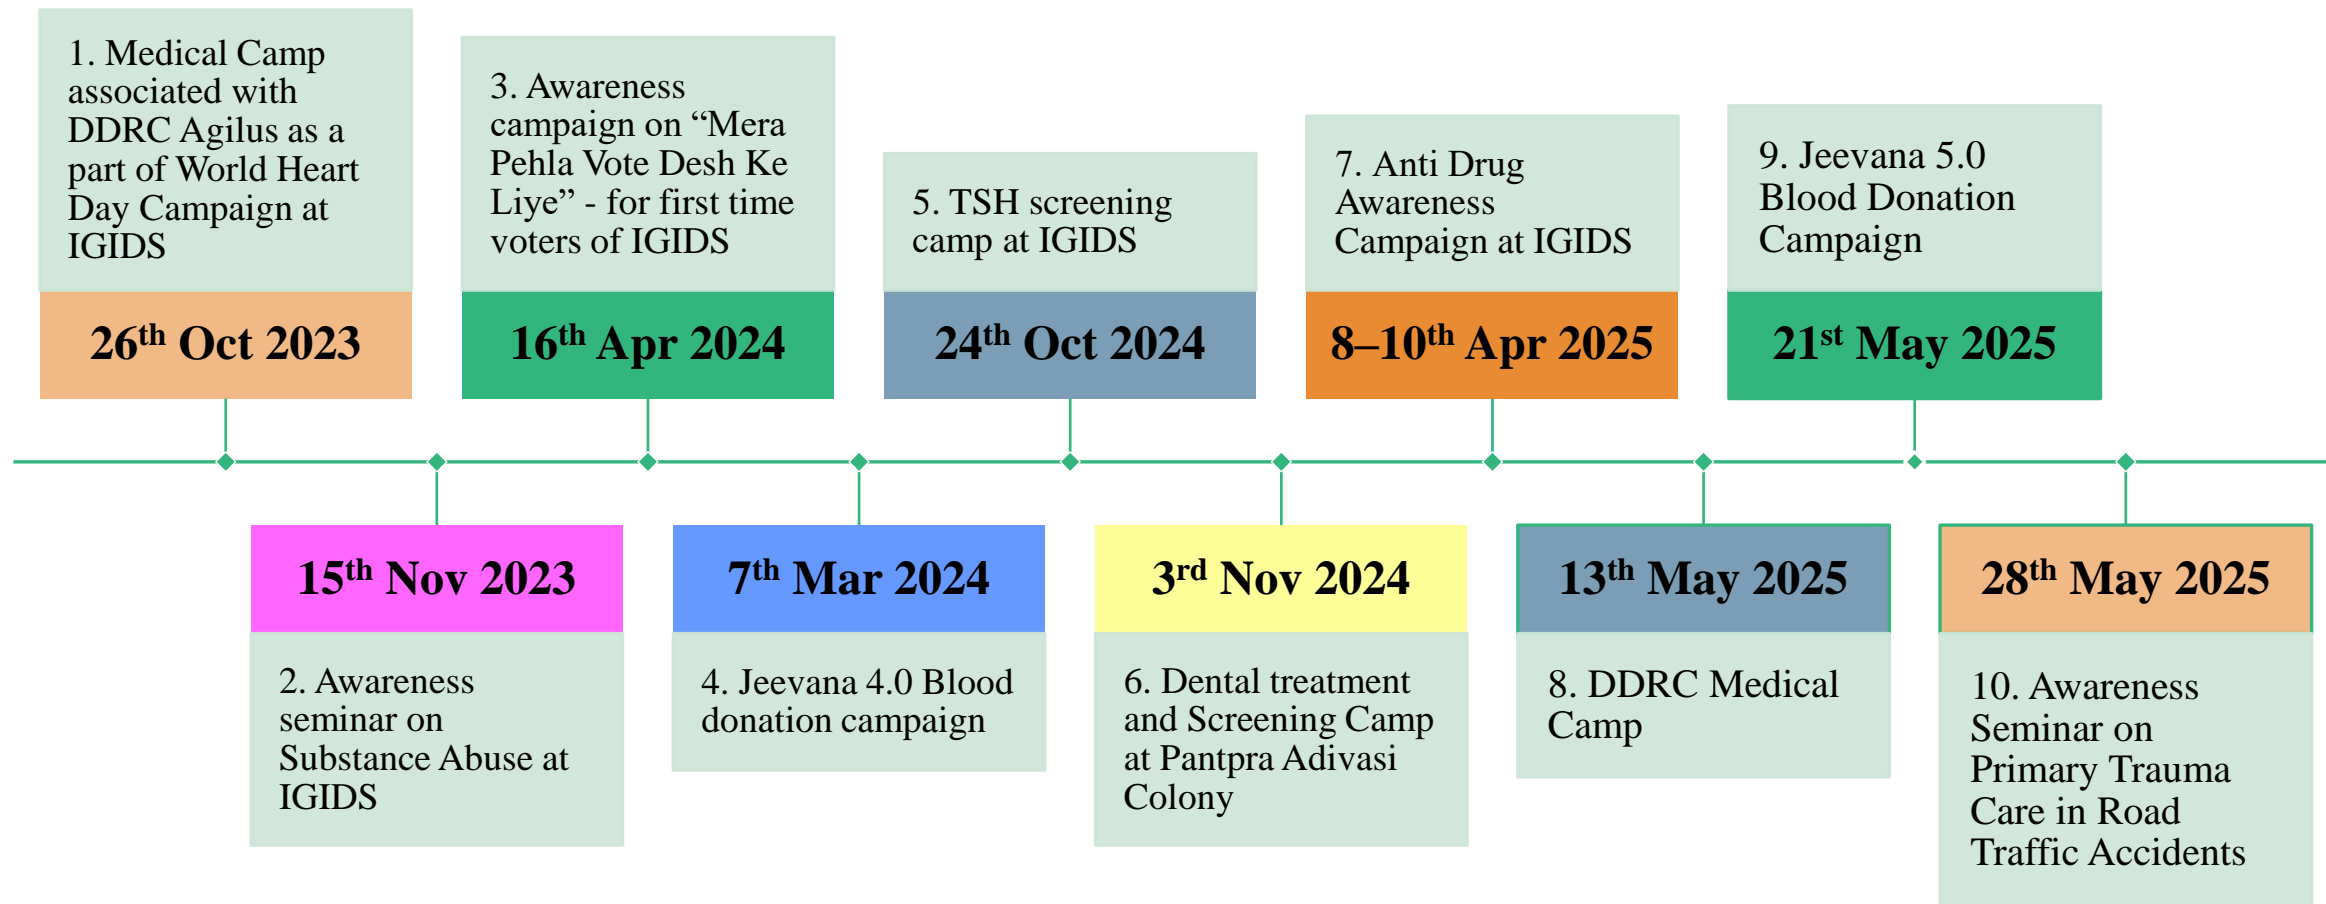 1. Medical Camp
associated with
DDRC Agilus as a
part of World Heart
Day Campaign at
IGIDS
26th Oct 2023
15th Nov 2023
2. Awareness
seminar on
Substance Abuse at
IGIDS
3. Awareness
campaign on “Mera
Pehla Vote Desh Ke
Liye” - for first time
voters of IGIDS
16th Apr 2024
7th Mar 2024
4. Jeevana 4.0 Blood
donation campaign
5. TSH screening
camp at IGIDS
24th Oct 2024
3rd Nov 2024
6. Dental treatment
and Screening Camp
at Pantpra Adivasi
Colony
7. Anti Drug
Awareness
Campaign at IGIDS
8–10th Apr 2025
13th May 2025
8. DDRC Medical
Camp
9. Jeevana 5.0
Blood Donation
Campaign
21st May 2025
28th May 2025
10. Awareness
Seminar on
Primary Trauma
Care in Road
Traffic Accidents